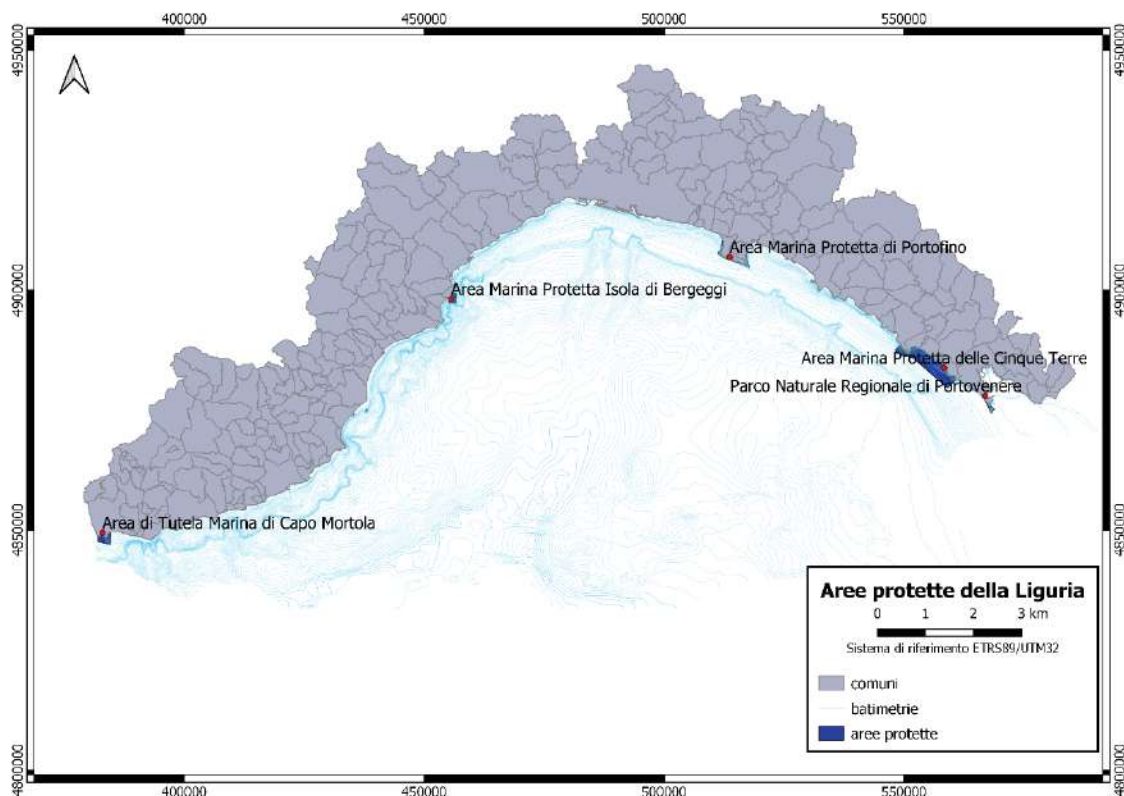 400000 450000 500000 550000
4950000 4950000
Area Marina Protetta di Portofino
4900000 Area Marina Protetta Isola di Bergeggi 4900000
Area Marina Protetta delle Cinque Terre
Parco Naturale Regionale di Portovenere
4850000 Area di Tutela Marina di Capo Mortola 4850000
Aree protette della Liguria
0 1 2 3 km
Sistema di riferimento ETRS89/UTM32
comuni
batimetrie
aree protette
4800000 4800000
400000 450000 500000 550000